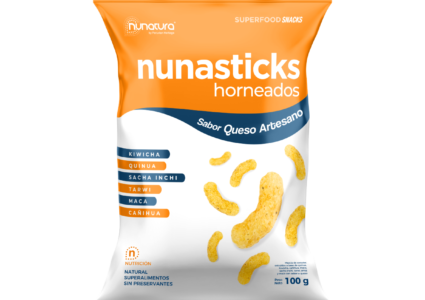 nunatura
SUPERFOOD SNACKS
nunasticks
horneados
Sabor Queso Artesano
KIWICHA
QUINUA
SACHA INCHI
TARWI
MACA
CAÑIHUA
n
NUTRICIÓN
NATURAL
SUPERALIMENTOS
SIN PRESERVANTES
100 g